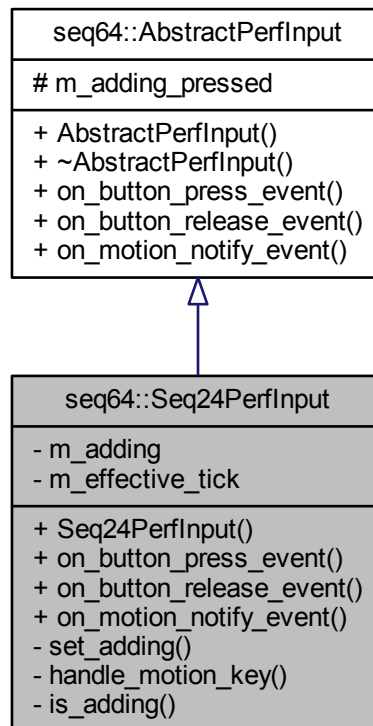 seq64::AbstractPerfInput
# m_adding_pressed
+ AbstractPerfInput()
+ ~AbstractPerfInput()
+ on_button_press_event()
+ on_button_release_event()
+ on_motion_notify_event()
seq64::Seq24PerfInput
- m_adding
- m_effective_tick
+ Seq24PerfInput()
+ on_button_press_event()
+ on_button_release_event()
+ on_motion_notify_event()
- set_adding()
- handle_motion_key()
- is_adding()